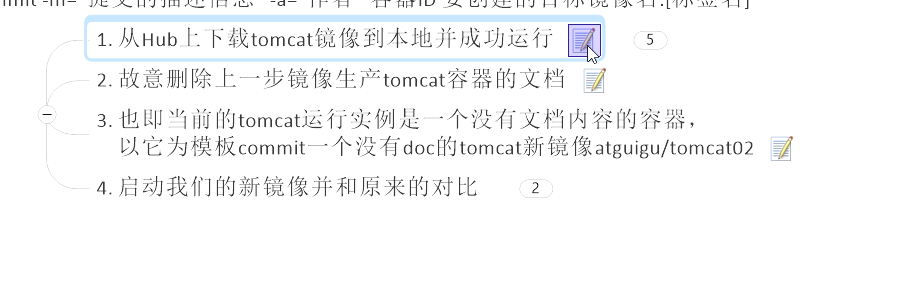 mmit -m="提交的描述信息" -a="作者" 容器ID 要创建的目标镜像名:[标签名]
1. 从Hub上下载tomcat镜像到本地并成功运行 5
2. 故意删除上一步镜像生产tomcat容器的文档
3. 也即当前的tomcat运行实例是一个没有文档内容的容器，
以它为模板commit一个没有doc的tomcat新镜像atguigu/tomcat02
4. 启动我们的新镜像并和原来的对比 2